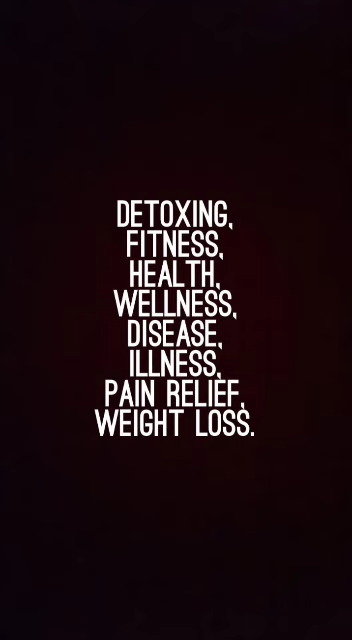 DETOXING,
FITNESS,
HEALTH,
WELLNESS,
DISEASE,
ILLNESS,
PAIN RELIEF,
WEIGHT LOSS.